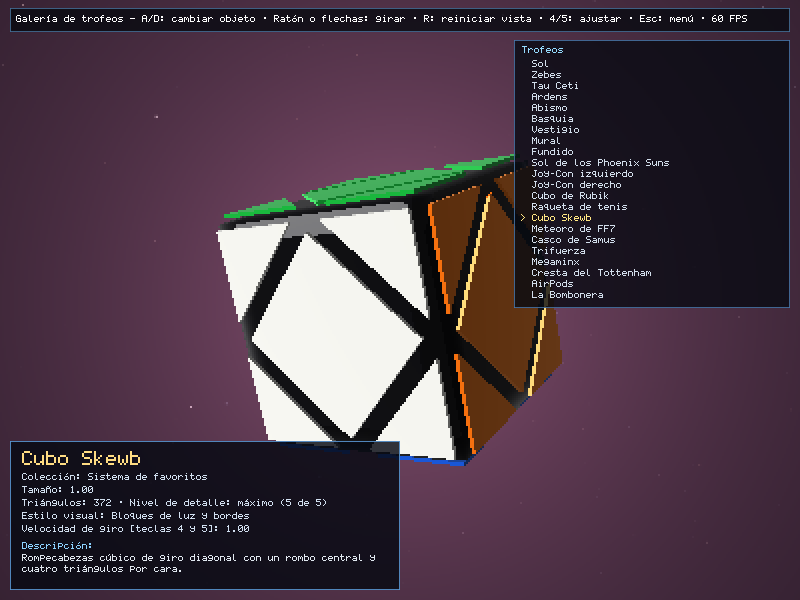 Galería de trofeos - A/D: cambiar objeto · Ratón o flechas: girar · R: reiniciar vista · 4/5: ajustar · Esc: menú · 60 FPS
Trofeos
Sol
Zebes
Tau Ceti
Ardens
Abismo
Basquia
Vestigio
Mural
Fundido
Sol de los Phoenix Suns
Joy-Con izquierdo
Joy-Con derecho
Cubo de Rubik
Raqueta de tenis
> Cubo Skewb
Meteoro de FF7
Casco de Samus
Trifuerza
Megaminx
Cresta del Tottenham
AirPods
La Bombonera
Cubo Skewb
Colección: Sistema de favoritos
Tamaño: 1.00
Triángulos: 372 · Nivel de detalle: máximo (5 de 5)
Estilo visual: Bloques de luz y bordes
Velocidad de giro [teclas 4 y 5]: 1.00
Descripción:
Rompecabezas cúbico de giro diagonal con un rombo central y
cuatro triángulos por cara.